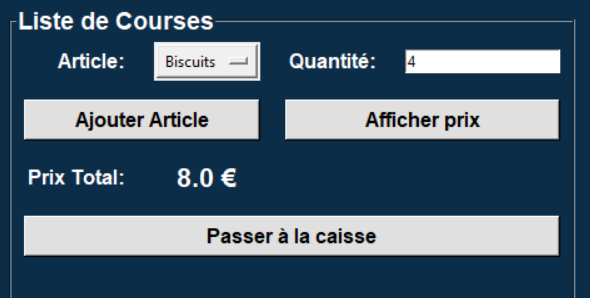 Liste de Courses
Article: Biscuits Quantité: 4
Ajouter Article Afficher prix
Prix Total: 8.0 €
Passer à la caisse